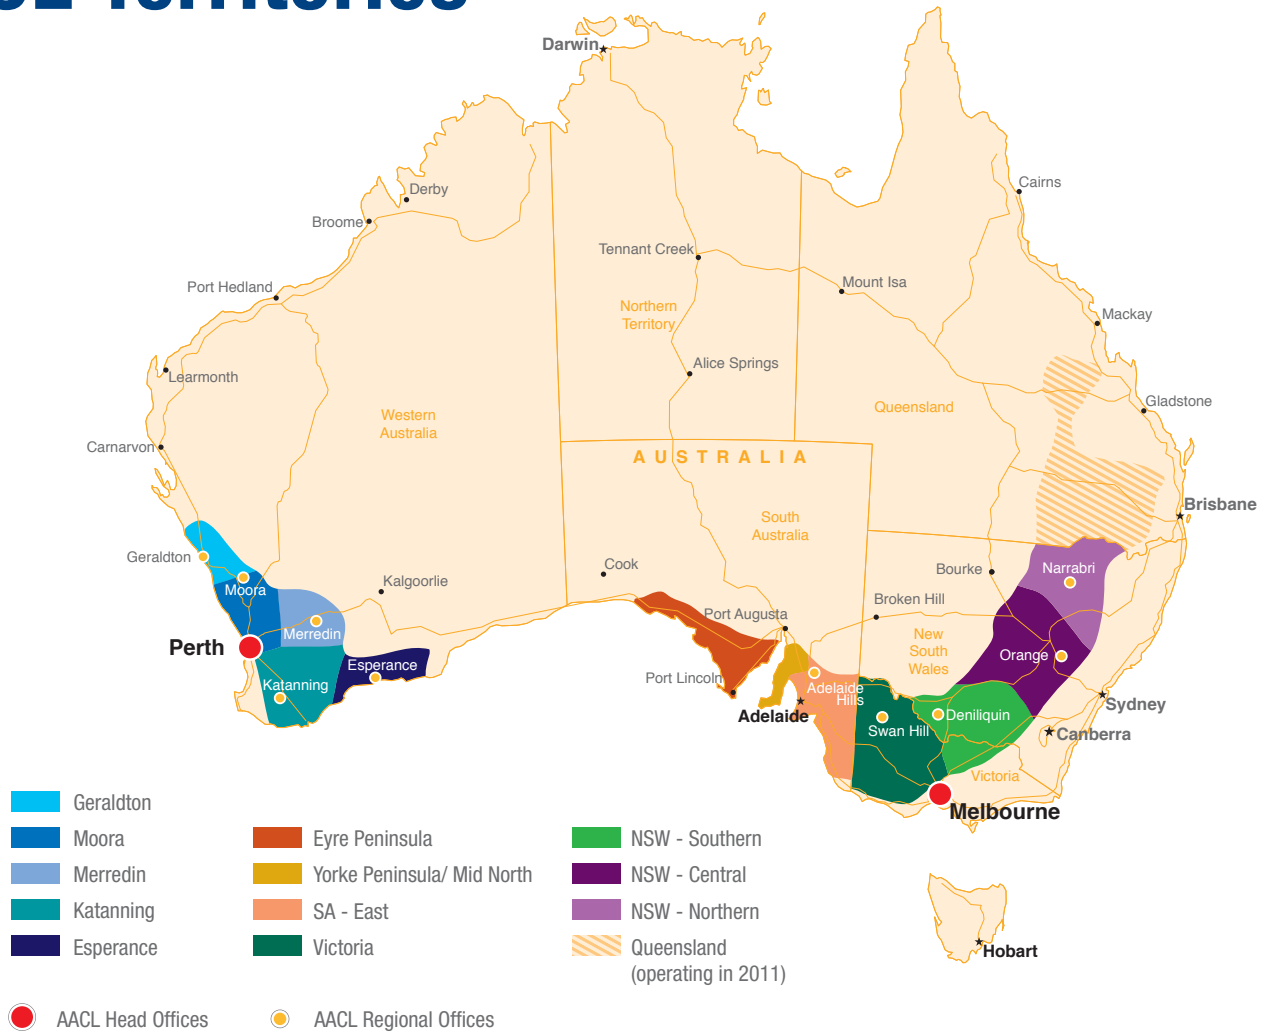 Territories
Darwin
Derby
Broome
Cairns
Tennant Creek
Mount Isa
Port Hedland
Northern
Territory
Mackay
Alice Springs
Learmonth
Western
Australia
Queensland
Gladstone
Carnarvon
AUSTRALIA
Brisbane
South
Australia
Geraldton
Cook
Bourke
Narrabri
Kalgoorlie
Moora
Broken Hill
Port Augusta
Merredin
New
South
Wales
Perth
Orange
Esperance
Port Lincoln
Katanning
Adelaide
Hills
Sydney
Adelaide
Deniliquin
Swan Hill
Canberra
Victoria
Melbourne
Geraldton
Moora
Merredin
Katanning
Esperance
Eyre Peninsula
Yorke Peninsula/ Mid North
SA - East
Victoria
NSW - Southern
NSW - Central
NSW - Northern
Queensland
(operating in 2011)
Hobart
AACL Head Offices
AACL Regional Offices